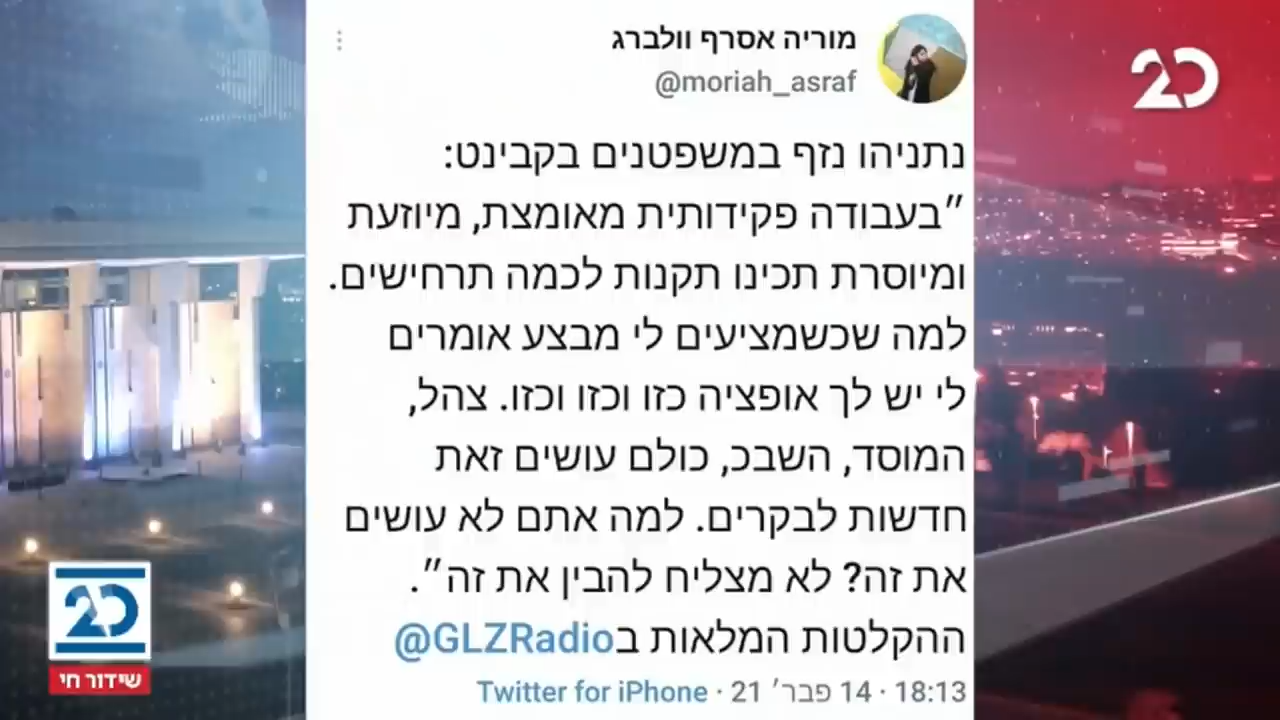 מוריה אסרף וולברג
@moriah_asraf
20
נתניהו נזף במשפטנים בקבינט:
"בעבודה פקידותית מאומצת, מיוזעת
ומיוסרת תכינו תקנות לכמה תרחישים.
למה שכשמציעים לי מבצע אומרים
לי יש לך אופציה כזו וכזו וכזו. צהל,
המוסד, השבכ, כולם עושים זאת
חדשות לבקרים. למה אתם לא עושים
את זה? לא מצליח להבין את זה".
ההקלטות המלאות ב@GLZRadio
18:13 · 14 פבר׳ 21 · Twitter for iPhone
20
שידור חי